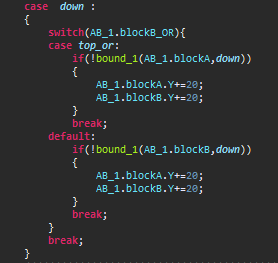 case down :
{
switch(AB_1.blockB_OR){
case top_or:
if(!bound_1(AB_1.blockA,down))
{
AB_1.blockA.Y+=20;
AB_1.blockB.Y+=20;
}
break;
default:
if(!bound_1(AB_1.blockB,down))
{
AB_1.blockA.Y+=20;
AB_1.blockB.Y+=20;
}
break;
}
break;
}